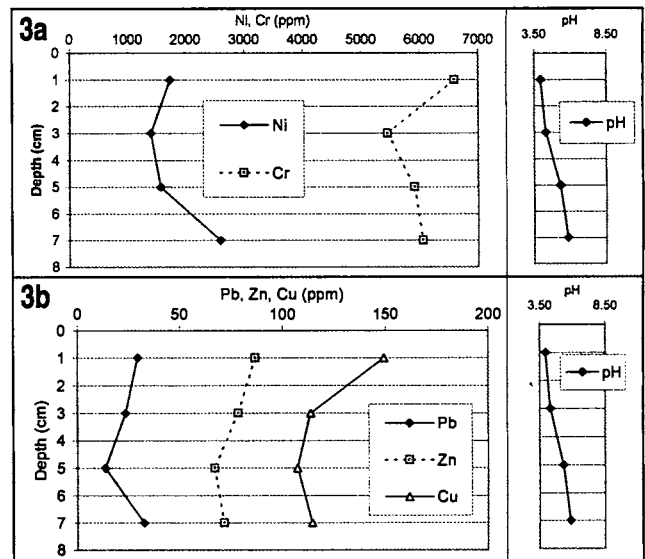 3a
Ni, Cr (ppm)
0 1000 2000 3000 4000 5000 6000 7000
Depth (cm)
0
1
2
3
4
5
6
7
8
Ni
Cr
pH
3.50 8.50
pH
3b
Pb, Zn, Cu (ppm)
0 50 100 150 200
Depth (cm)
0
1
2
3
4
5
6
7
8
Pb
Zn
Cu
pH
3.50 8.50
pH